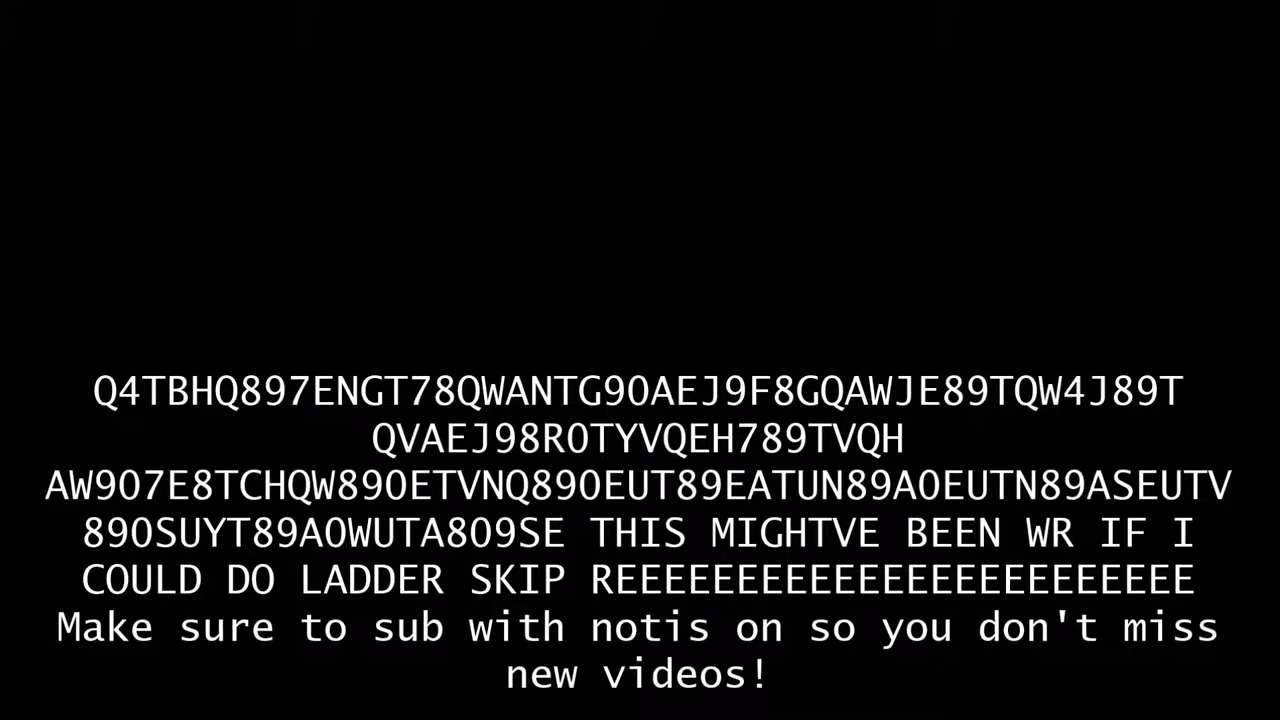 Q4TBHQ897ENGT78QWANTG90AEJ9F8GQAWJE89TQW4J89T
QVAEJ98R0TYVQEH789TVQH
AW907E8TCHQW890ETVNQ890EUT89EATUN89A0EUTN89ASEUTV
890SUYT89A0WUTA809SE THIS MIGHTVE BEEN WR IF I
COULD DO LADDER SKIP REEEEEEEEEEEEEEEEEEEEEEEE
Make sure to sub with notis on so you don't miss
new videos!